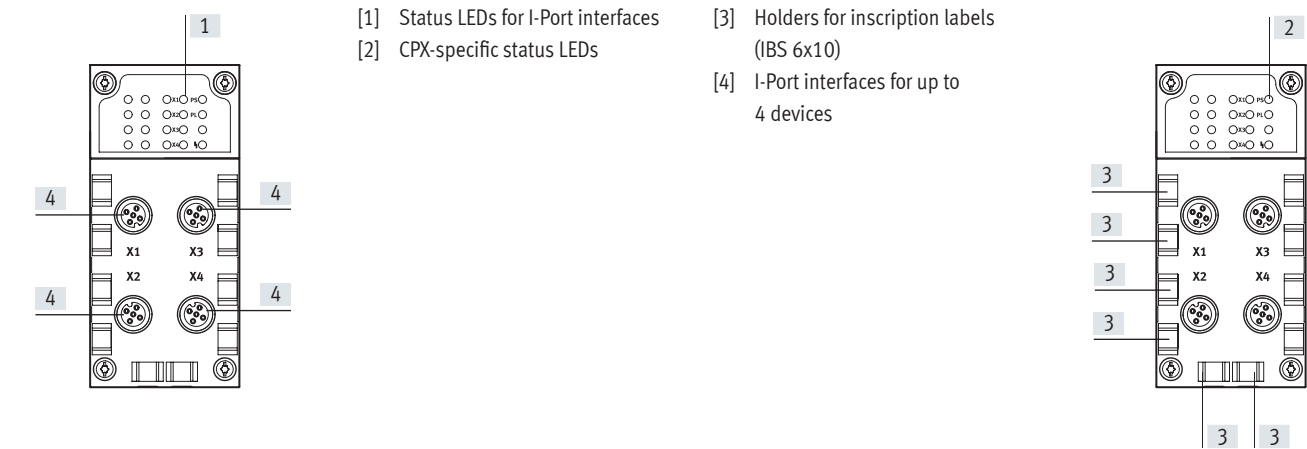 [1] Status LEDs for I-Port interfaces
[2] CPX-specific status LEDs
[3] Holders for inscription labels
(IBS 6x10)
[4] I-Port interfaces for up to
4 devices
1
X1 PS
X2 PL
X3
X4
4 4
X1 X3
X2 X4
4 4
2
X1 PS
X2 PL
X3
X4
3
3
X1 X3
3
X2 X4
3
3 3